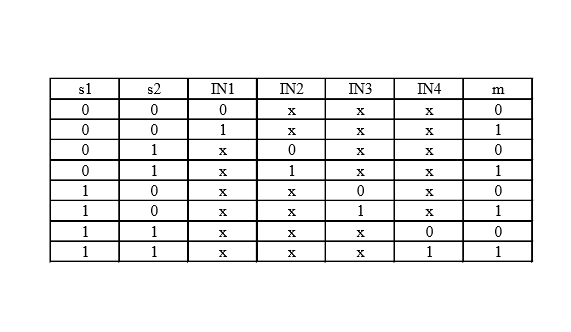 s1 s2 IN1 IN2 IN3 IN4 m
0 0 0 x x x 0
0 0 1 x x x 1
0 1 x 0 x x 0
0 1 x 1 x x 1
1 0 x x 0 x 0
1 0 x x 1 x 1
1 1 x x x 0 0
1 1 x x x 1 1